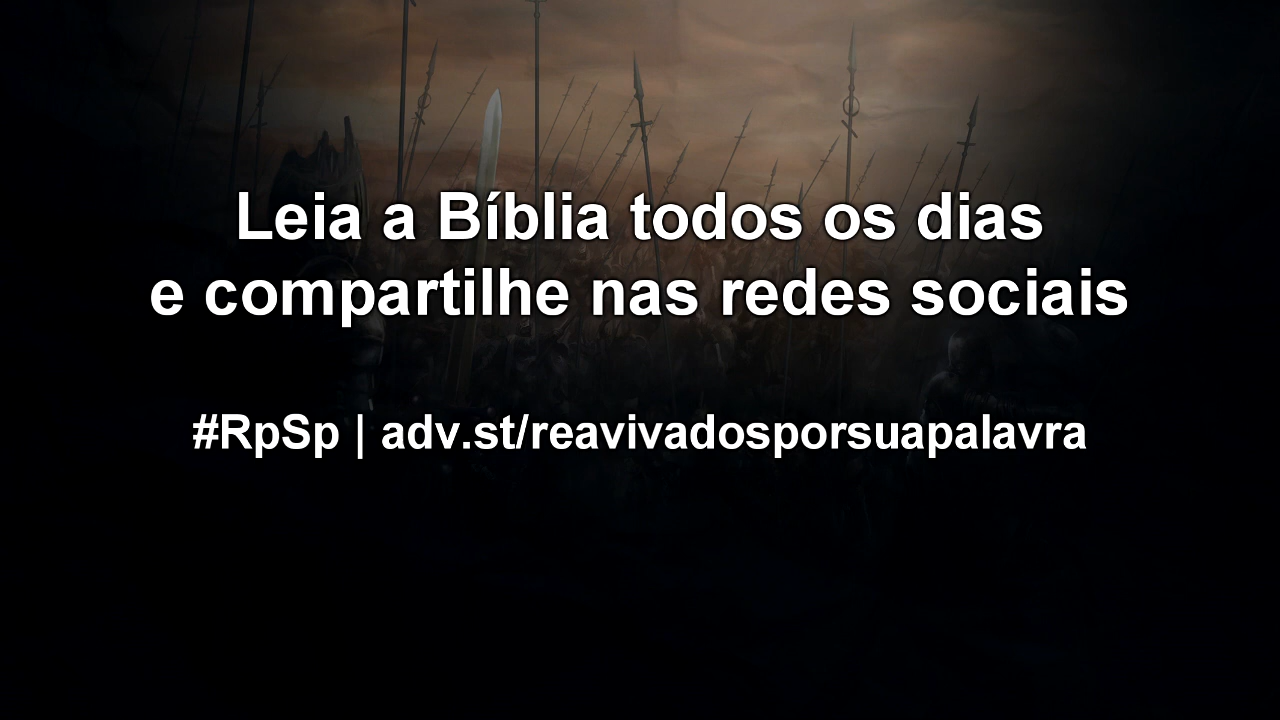 Leia a Bíblia todos os dias
e compartilhe nas redes sociais
#RpSp | adv.st/reavivadosporsuapalavra